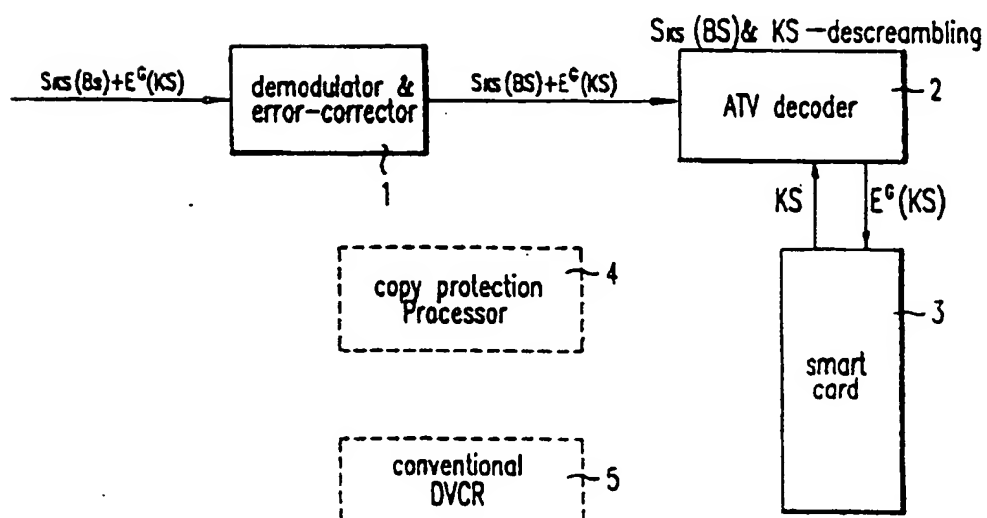 SKS (BS)& KS-descreambling
SKS(Bs)+E^G(KS)
demodulator &
error-corrector
1
SKS(BS)+E^G(KS)
ATV decoder
2
KS
E^G(KS)
copy protection
Processor
4
smart
card
3
conventional
DVCR
5